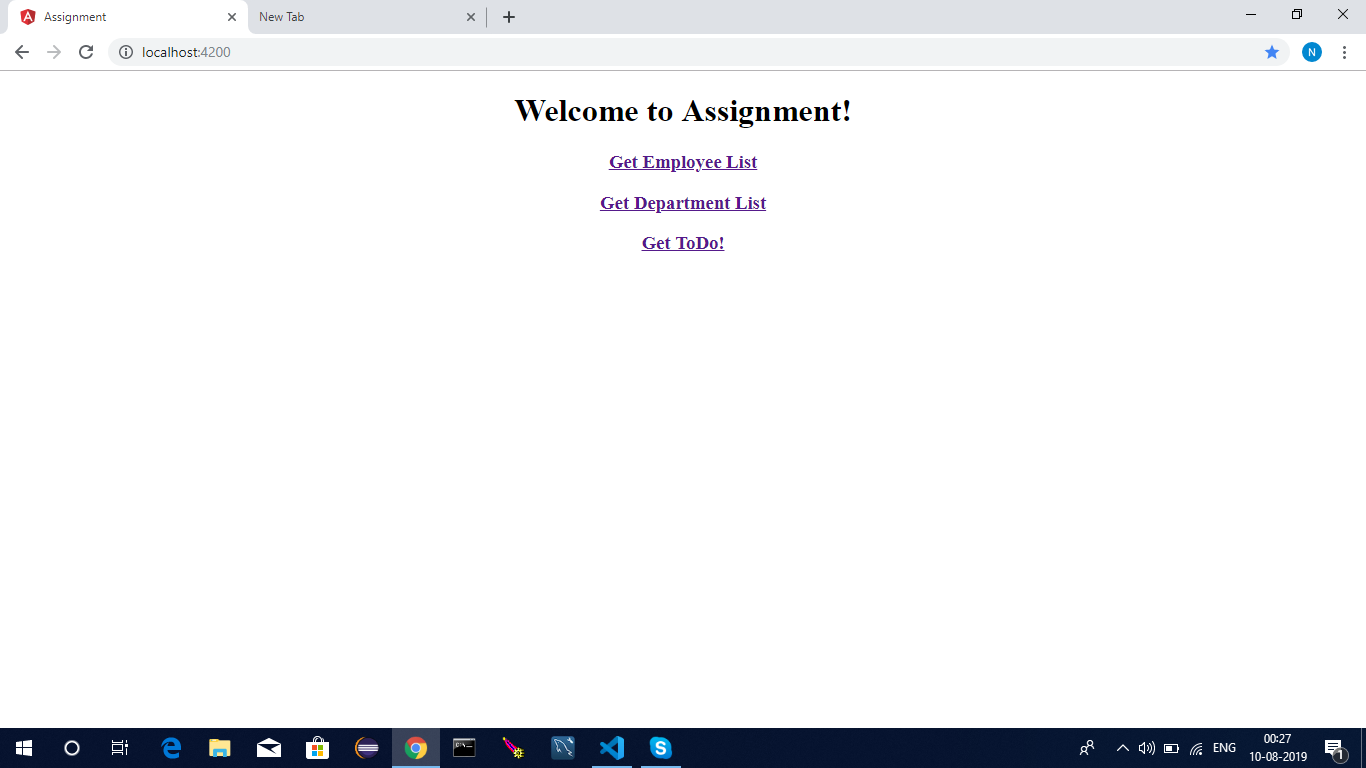 Assignment
New Tab
localhost:4200
N
Welcome to Assignment!
Get Employee List
Get Department List
Get ToDo!
ENG
00:27
10-08-2019
1